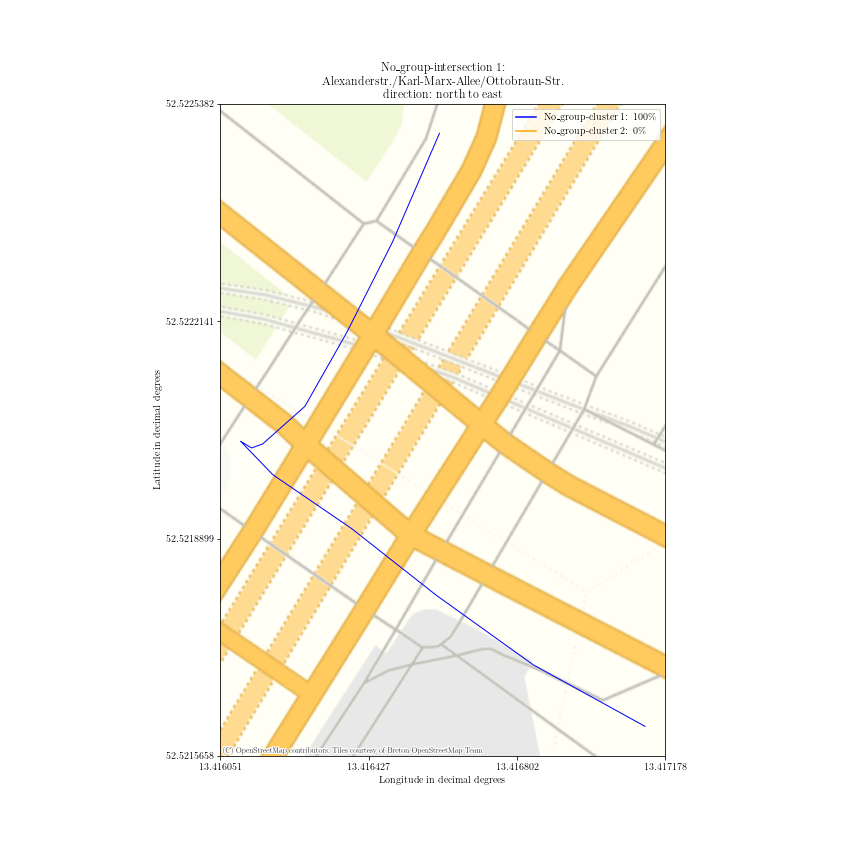 No_group-intersection 1:
Alexanderstr./Karl-Marx-Allee/Ottobraun-Str.
direction: north to east
No_group-cluster 1: 100%
No_group-cluster 2: 0%
52.5225382
52.5222141
52.5218899
52.5215658
Latitude in decimal degrees
(C) OpenStreetMap contributors, Tiles courtesy of Breton OpenStreetMap Team
13.416051
13.416427
13.416802
13.417178
Longitude in decimal degrees